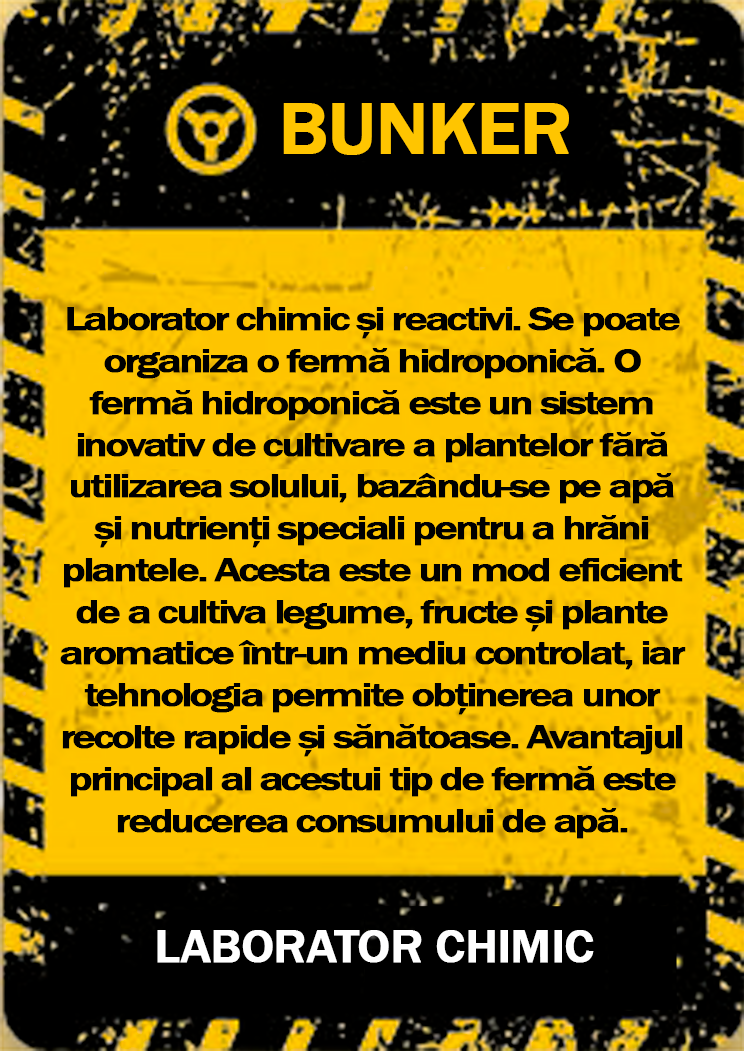 BUNKER
Laborator chimic și reactivi. Se poate
organiza o fermă hidroponică. O
fermă hidroponică este un sistem
inovativ de cultivare a plantelor fără
utilizarea solului, bazându-se pe apă
și nutrienți speciali pentru a hrăni
plantele. Acesta este un mod eficient
de a cultiva legume, fructe și plante
aromatice într-un mediu controlat, iar
tehnologia permite obținerea unor
recolte rapide și sănătoase. Avantajul
principal al acestui tip de fermă este
reducerea consumului de apă.
LABORATOR CHIMIC